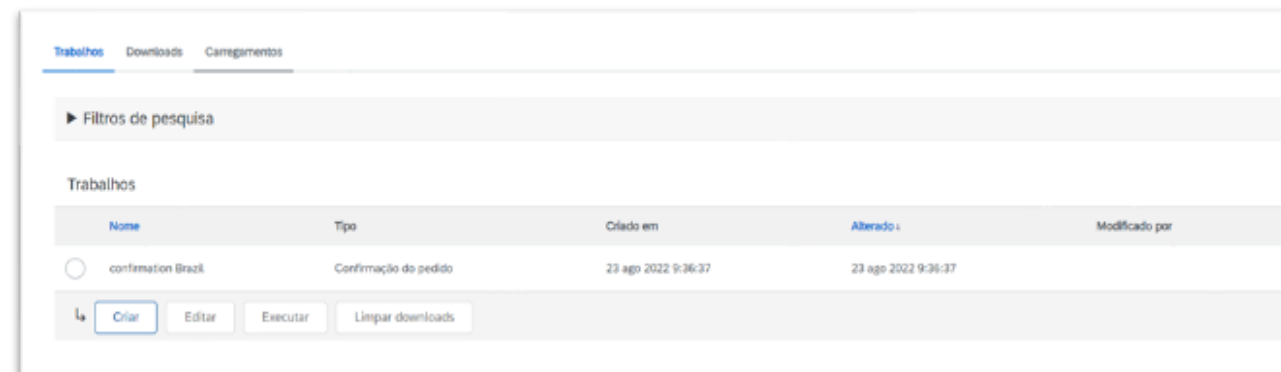 Trabalhos Downloads Carregamentos
▶ Filtros de pesquisa
Trabalhos
Nome Tipo Criado em Alterado ↓ Modificado por
confirmation Brazil Confirmação do pedido 23 ago 2022 9:36:37 23 ago 2022 9:36:37
↳ Criar Editar Executar Limpar downloads